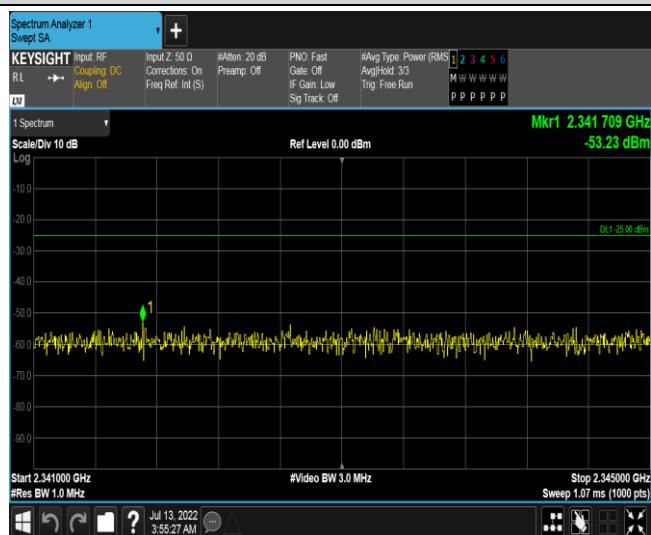 Spectrum Analyzer 1
Swept SA
+
KEYSIGHT
RL
LXI
Input: RF
Coupling: DC
Align: Off
Input Z: 50 Ω
Corrections: On
Freq Ref: Int (S)
#Atten: 20 dB
Preamp: Off
PNO: Fast
Gate: Off
IF Gain: Low
Sig Track: Off
#Avg Type: Power (RMS
Avg|Hold: 3/3
Trig: Free Run
1 2 3 4 5 6
M W W W W W
P P P P P P
1 Spectrum
Mkr1 2.341 709 GHz
Scale/Div 10 dB
Ref Level 0.00 dBm
-53.23 dBm
Log
-10.0
-20.0
DL1 -25.00 dBm
-30.0
-40.0
1
-50.0
-60.0
-70.0
-80.0
-90.0
Start 2.341000 GHz
#Video BW 3.0 MHz
Stop 2.345000 GHz
#Res BW 1.0 MHz
Sweep 1.07 ms (1000 pts)
?
Jul 13, 2022
3:55:27 AM